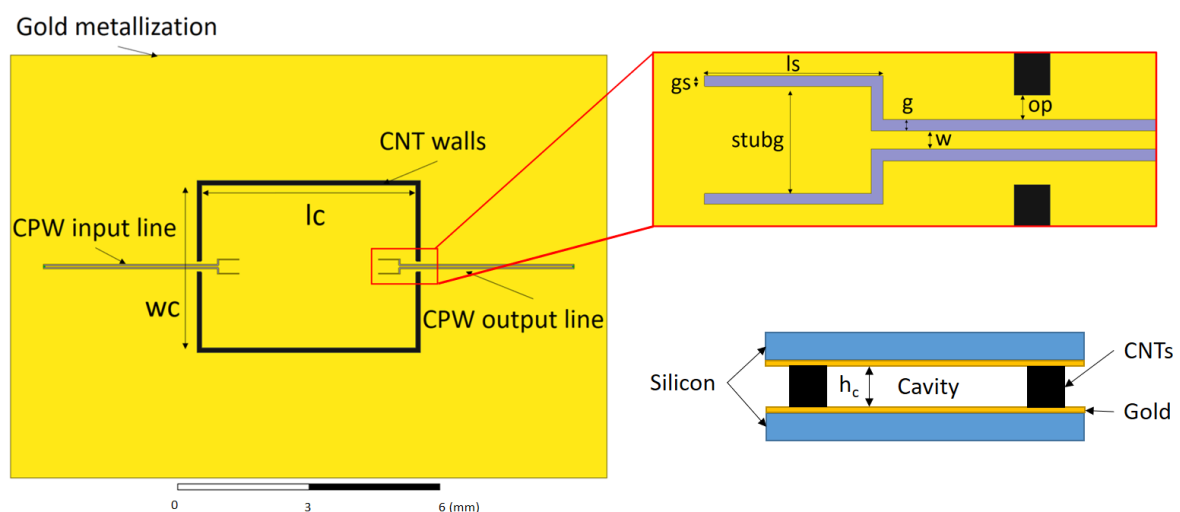 Gold metallization
CNT walls
lc
CPW input line
wc
CPW output line
0
3
6 (mm)
ls
gs
g
op
stubg
w
Silicon
hc
Cavity
CNTs
Gold